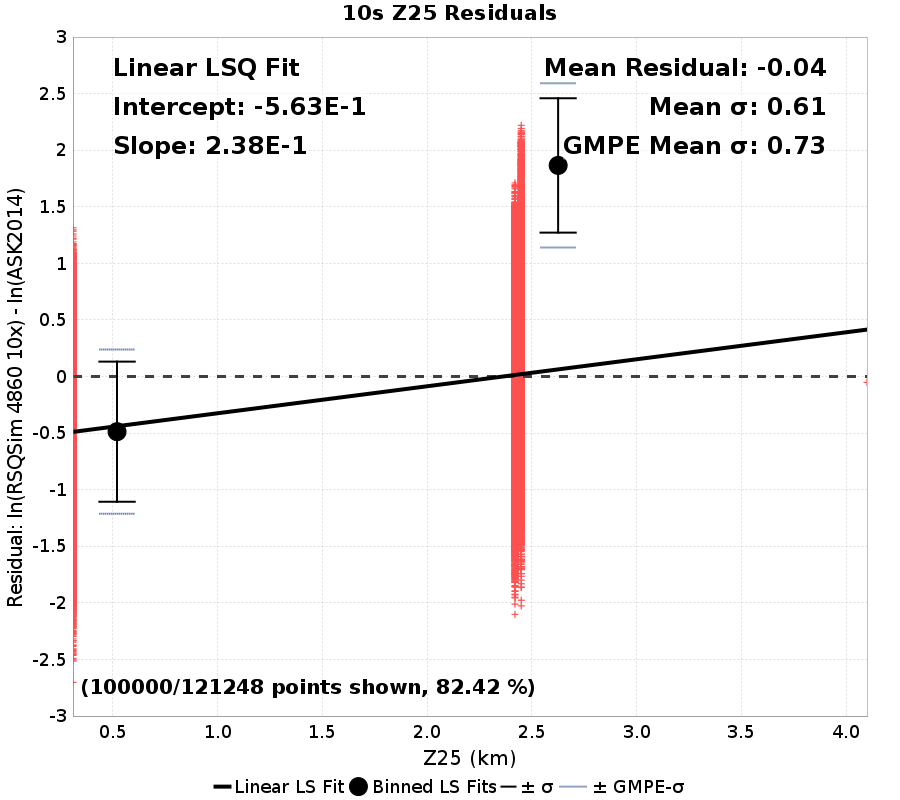 10s Z25 Residuals
Linear LSQ Fit
Intercept: -5.63E-1
Slope: 2.38E-1
Mean Residual: -0.04
Mean σ: 0.61
GMPE Mean σ: 0.73
3
2.5
2
1.5
1
0.5
0
-0.5
-1
-1.5
-2
-2.5
-3
Residual: ln(RSQSim 4860 10x) - ln(ASK2014)
(100000/121248 points shown, 82.42 %)
0.5 1.0 1.5 2.0 2.5 3.0 3.5 4.0
Z25 (km)
Linear LS Fit Binned LS Fits ± σ ± GMPE-σ